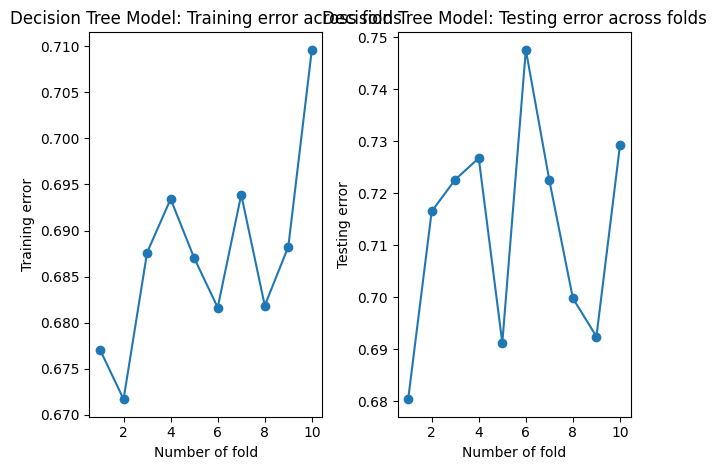 Decision Tree Model: Training error across folds
Decision Tree Model: Testing error across folds
Training error
0.710
0.705
0.700
0.695
0.690
0.685
0.680
0.675
0.670
2 4 6 8 10
Number of fold
Testing error
0.75
0.74
0.73
0.72
0.71
0.70
0.69
0.68
2 4 6 8 10
Number of fold